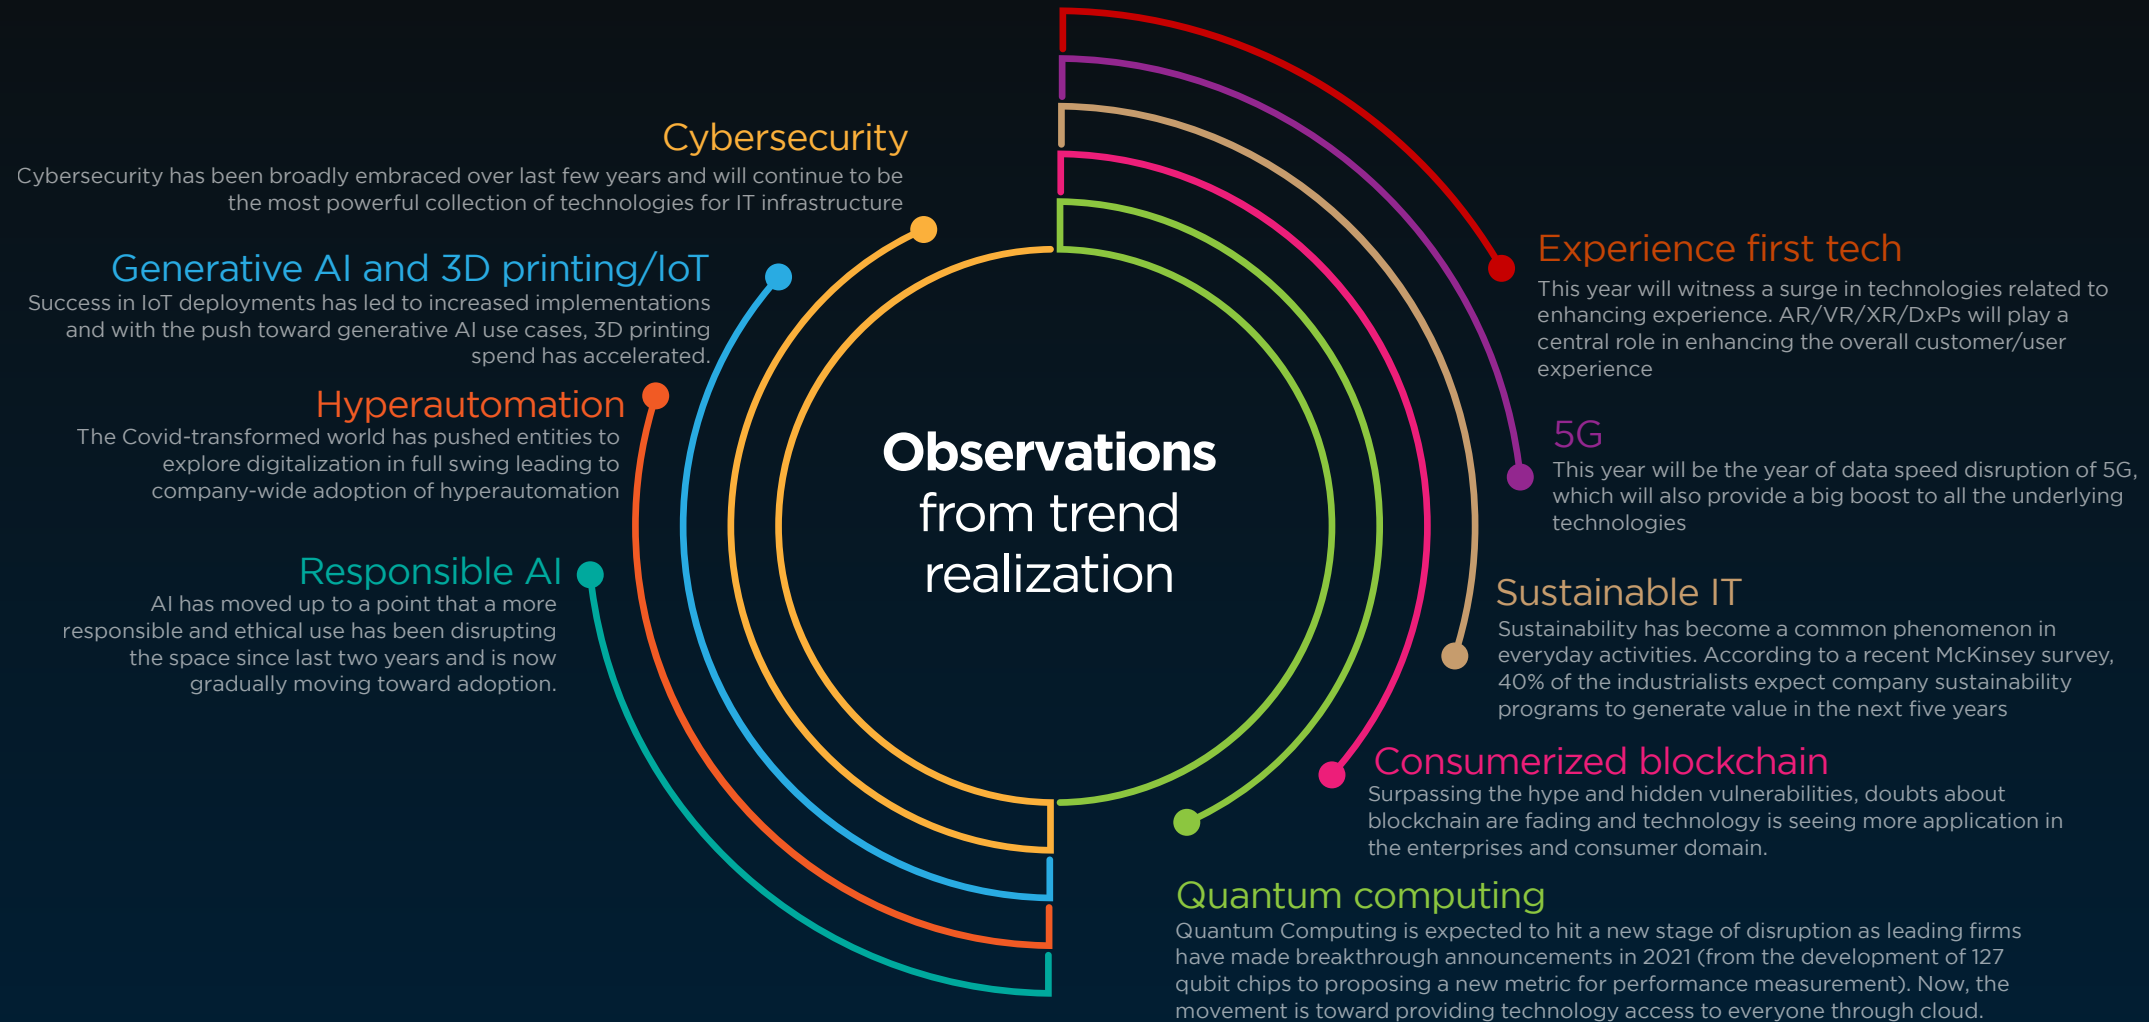 Cybersecurity
Cybersecurity has been broadly embraced over last few years and will continue to be
the most powerful collection of technologies for IT infrastructure
Generative AI and 3D printing/IoT
Success in IoT deployments has led to increased implementations
and with the push toward generative AI use cases, 3D printing
spend has accelerated.
Hyperautomation
The Covid-transformed world has pushed entities to
explore digitalization in full swing leading to
company-wide adoption of hyperautomation
Responsible AI
AI has moved up to a point that a more
responsible and ethical use has been disrupting
the space since last two years and is now
gradually moving toward adoption.
Observations
from trend
realization
Experience first tech
This year will witness a surge in technologies related to
enhancing experience. AR/VR/XR/DxPs will play a
central role in enhancing the overall customer/user
experience
5G
This year will be the year of data speed disruption of 5G,
which will also provide a big boost to all the underlying
technologies
Sustainable IT
Sustainability has become a common phenomenon in
everyday activities. According to a recent McKinsey survey,
40% of the industrialists expect company sustainability
programs to generate value in the next five years
Consumerized blockchain
Surpassing the hype and hidden vulnerabilities, doubts about
blockchain are fading and technology is seeing more application in
the enterprises and consumer domain.
Quantum computing
Quantum Computing is expected to hit a new stage of disruption as leading firms
have made breakthrough announcements in 2021 (from the development of 127
qubit chips to proposing a new metric for performance measurement). Now, the
movement is toward providing technology access to everyone through cloud.